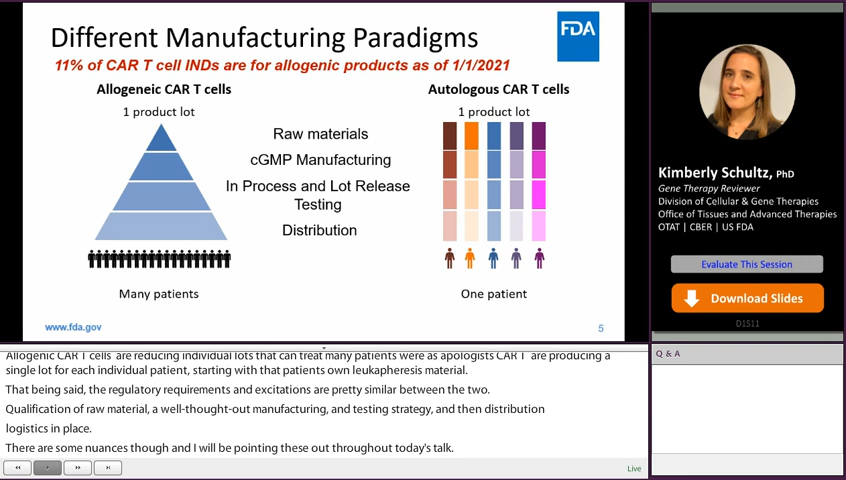 Different Manufacturing Paradigms
FDA
11% of CAR T cell INDs are for allogenic products as of 1/1/2021
Allogeneic CAR T cells
1 product lot
Many patients
Raw materials
cGMP Manufacturing
In Process and Lot Release
Testing
Distribution
Autologous CAR T cells
1 product lot
One patient
www.fda.gov
5
Kimberly Schultz, PhD
Gene Therapy Reviewer
Division of Cellular & Gene Therapies
Office of Tissues and Advanced Therapies
OTAT | CBER | US FDA
Evaluate This Session
Download Slides
D1511
Allogenic CAR T cells are reducing individual lots that can treat many patients were as apologists CAR T are producing a
single lot for each individual patient, starting with that patients own leukapheresis material.
That being said, the regulatory requirements and excitations are pretty similar between the two.
Qualification of raw material, a well-thought-out manufacturing, and testing strategy, and then distribution
logistics in place.
There are some nuances though and I will be pointing these out throughout today's talk.
Live
Q & A